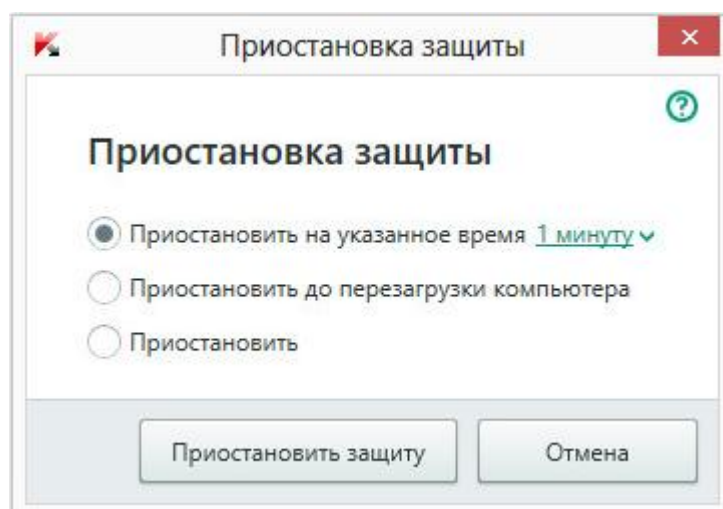 Приостановка защиты
Приостановка защиты
Приостановить на указанное время 1 минуту
Приостановить до перезагрузки компьютера
Приостановить
Приостановить защиту Отмена